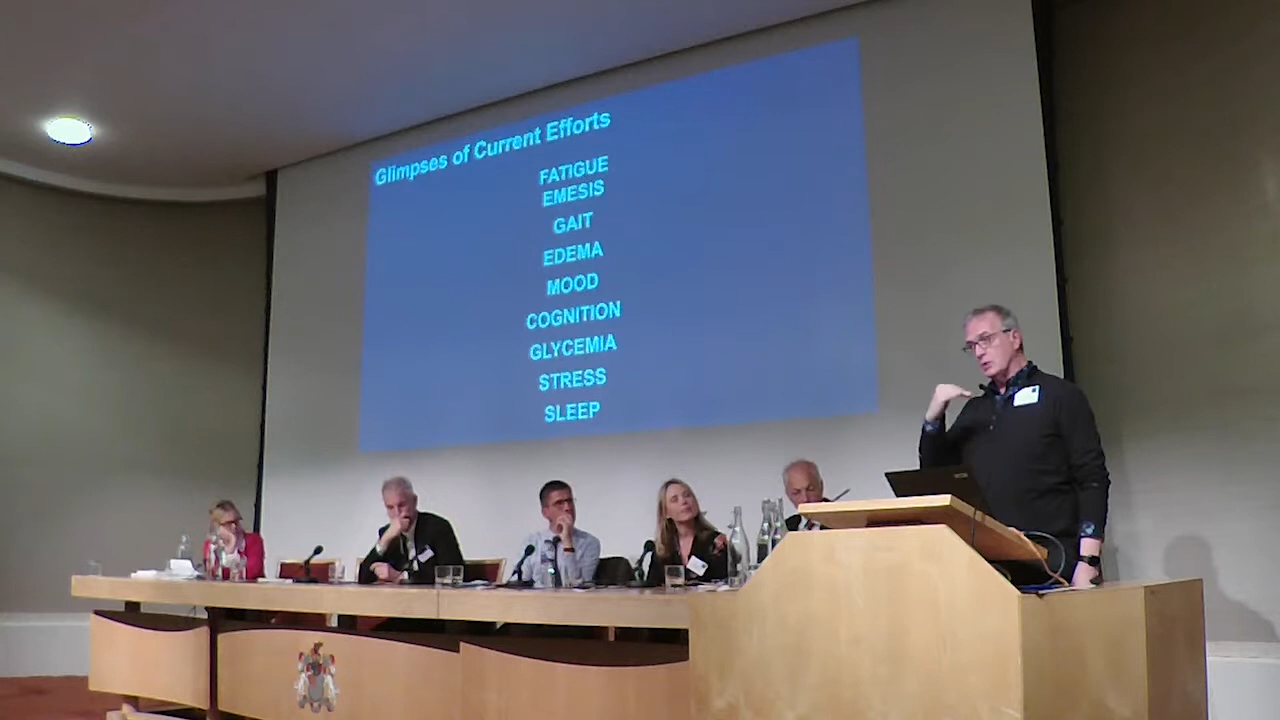 Glimpses of Current Efforts
FATIGUE
EMESIS
GAIT
EDEMA
MOOD
COGNITION
GLYCEMIA
STRESS
SLEEP